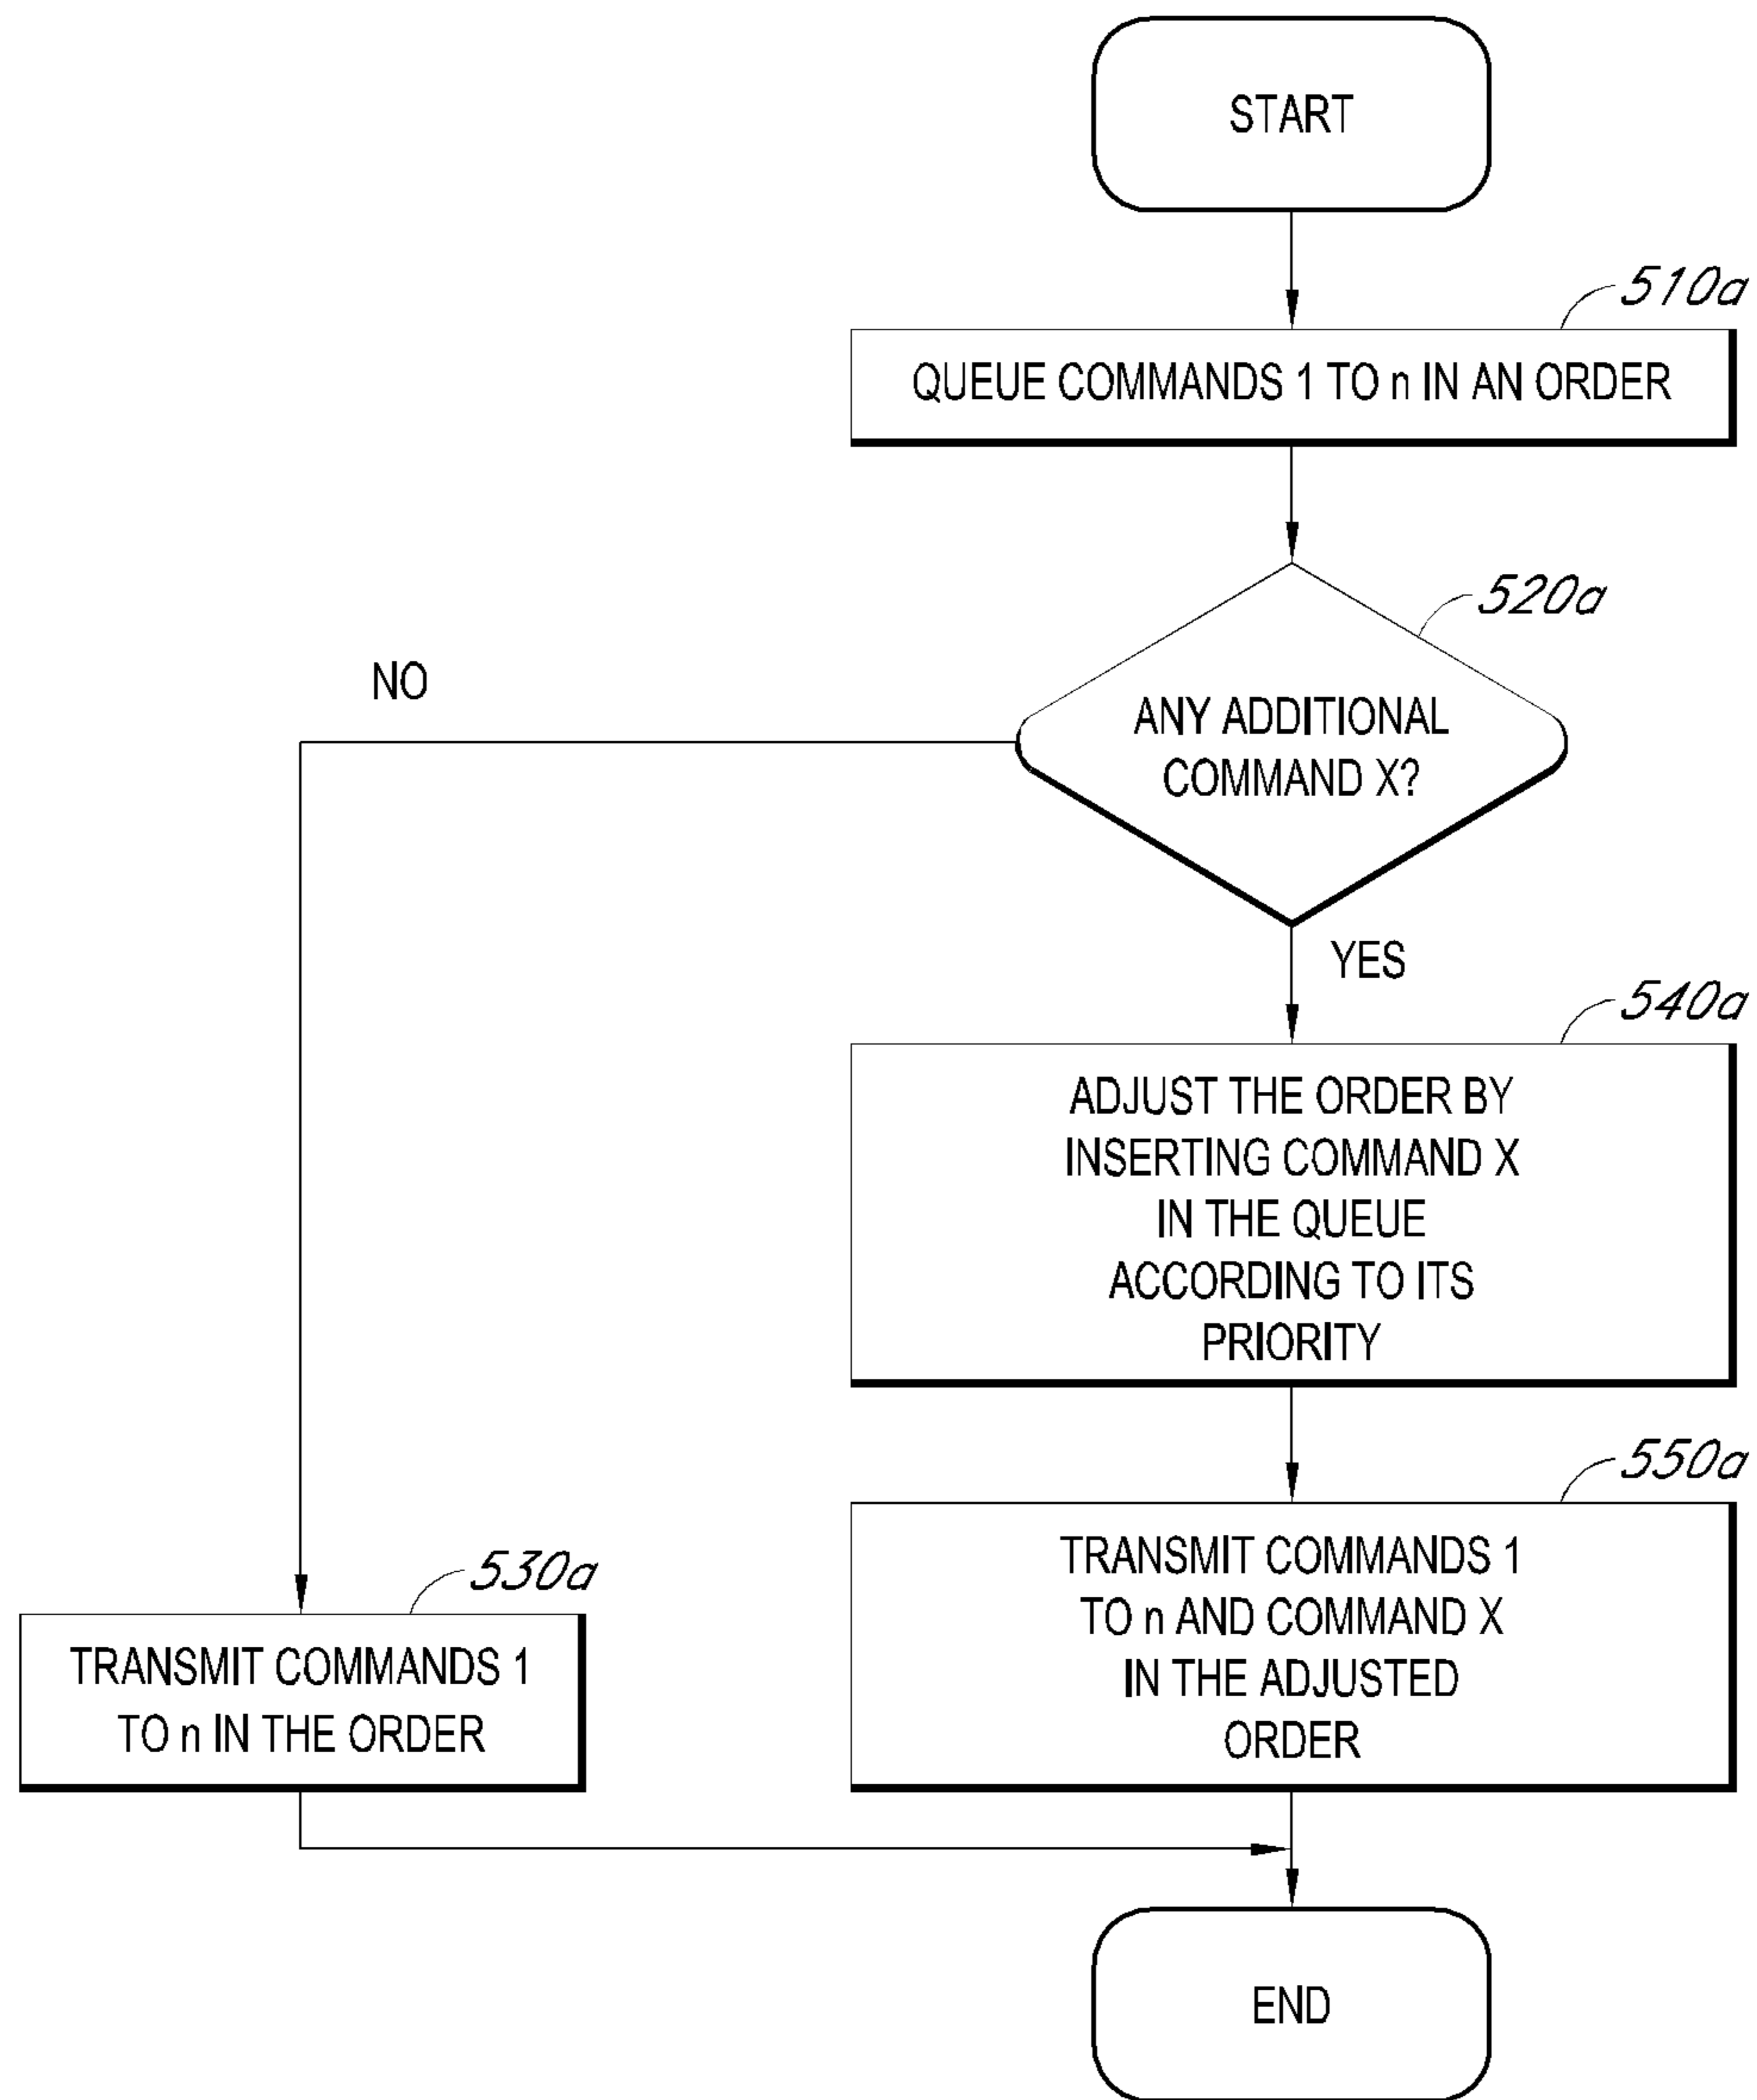 START
510a
QUEUE COMMANDS 1 TO n IN AN ORDER
520a
NO
ANY ADDITIONAL
COMMAND X?
YES
540a
ADJUST THE ORDER BY
INSERTING COMMAND X
IN THE QUEUE
ACCORDING TO ITS
PRIORITY
550a
TRANSMIT COMMANDS 1
TO n AND COMMAND X
IN THE ADJUSTED
ORDER
530a
TRANSMIT COMMANDS 1
TO n IN THE ORDER
END